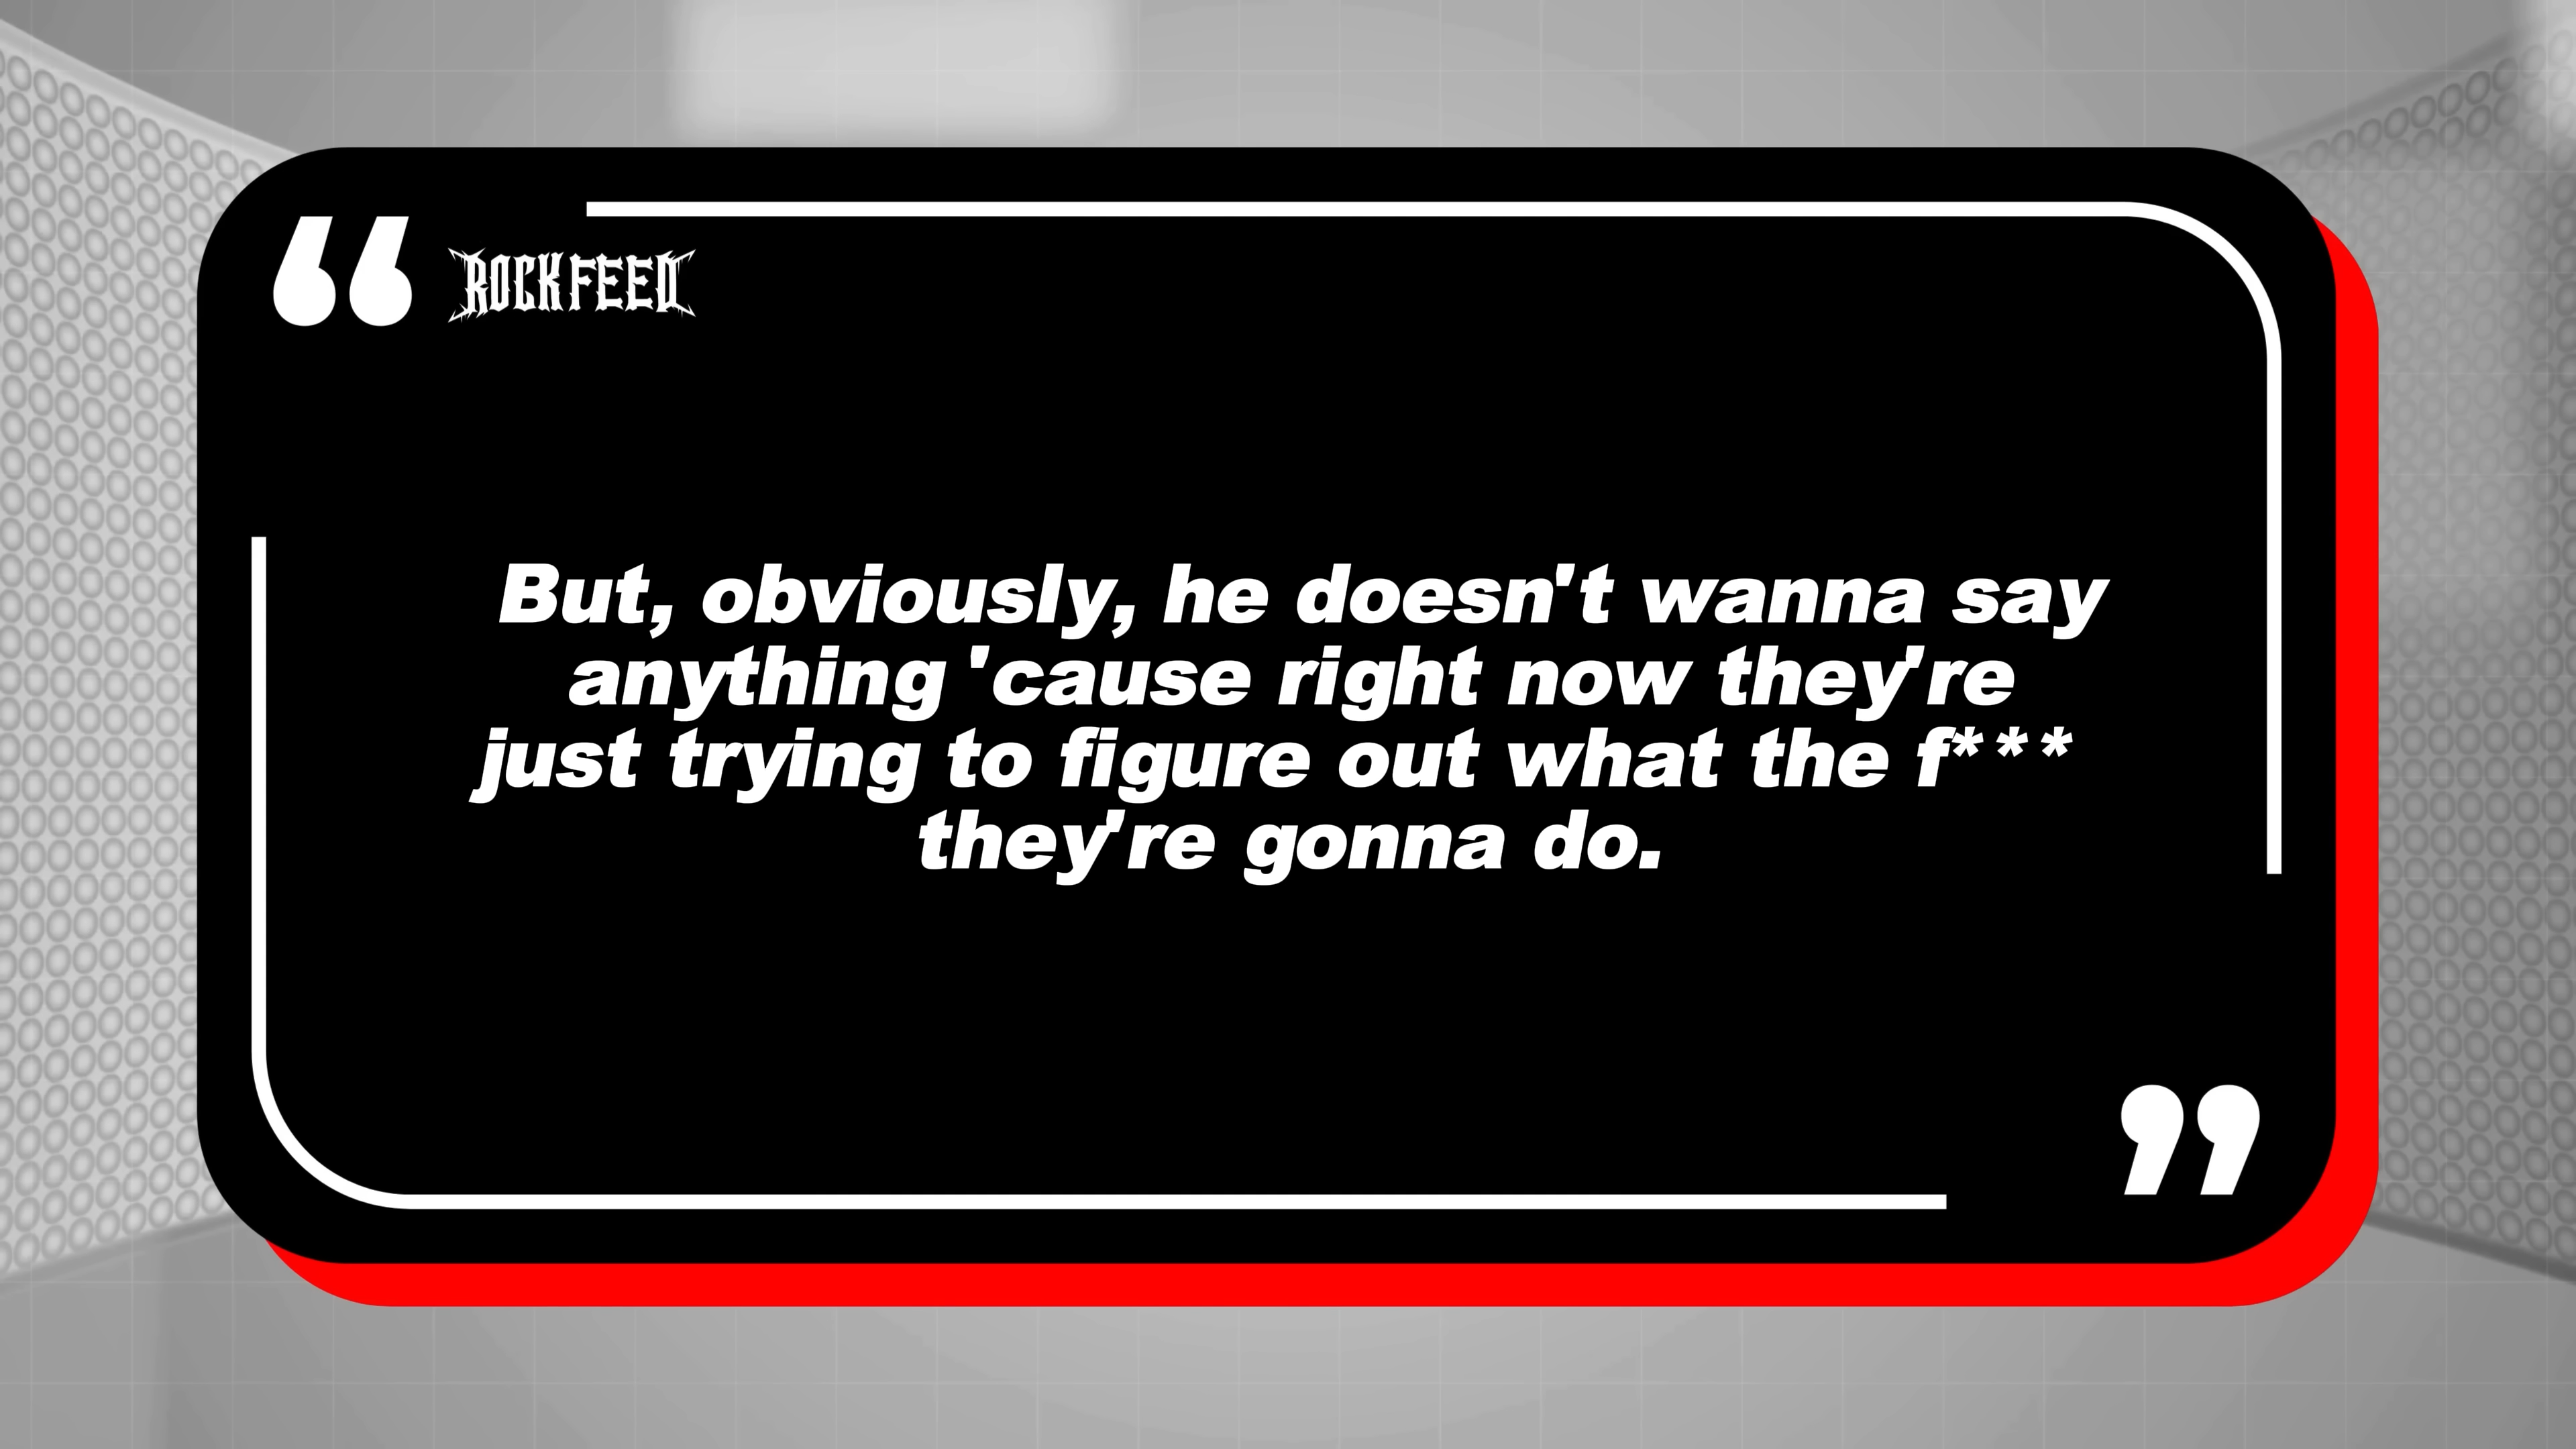 ROCKFEED
But, obviously, he doesn't wanna say
anything 'cause right now they're
just trying to figure out what the f***
they're gonna do.